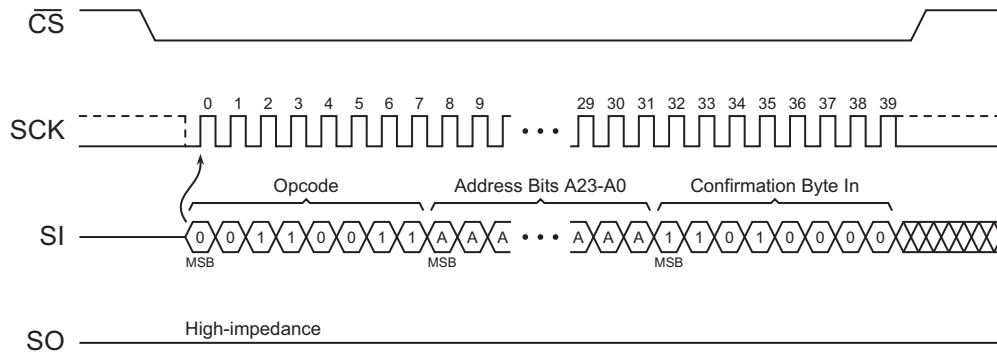 CS
0 1 2 3 4 5 6 7 8 9 29 30 31 32 33 34 35 36 37 38 39
SCK
Opcode Address Bits A23-A0 Confirmation Byte In
SI 0 0 1 1 0 0 1 1 A A A A A A 1 1 0 1 0 0 0 0
MSB MSB MSB
High-impedance
SO